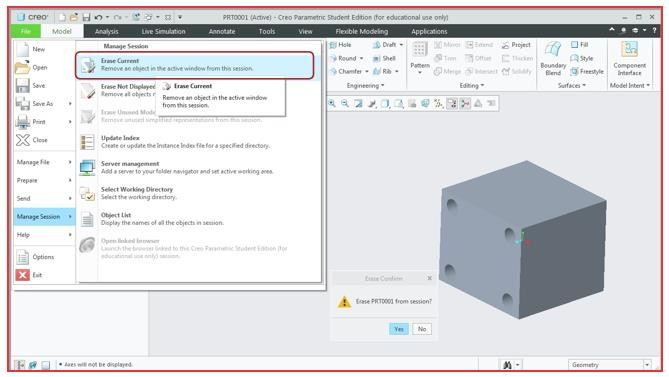 creo
PRT0001 (Active) - Creo Parametric Student Edition (for educational use only)
File
Model
Analysis
Live Simulation
Annotate
Tools
View
Flexible Modeling
Applications
New
Open
Save
Save As
Print
Close
Manage File
Prepare
Send
Manage Session
Help
Options
Exit
Manage Session
Erase Current
Remove an object in the active window from this session.
Erase Not Displayed
Remove all objects n
Erase Current
Remove an object in the active window
from this session.
Erase Unused Mode
Remove unused simplified representations from this session.
Update Index
Create or update the Instance Index file for a specified directory.
Server management
Add a server to your folder navigator and set active working area.
Select Working Directory
Select the working directory.
Object List
Display the names of all the objects in session.
Open linked browser
Launch the browser linked to this Creo Parametric Student Edition (for
educational use only) session.
Hole
Draft
Round
Shell
Chamfer
Rib
Engineering
Pattern
Mirror
Extend
Project
Trim
Offset
Thicken
Merge
Intersect
Solidify
Editing
Boundary
Blend
Fill
Style
Freestyle
Surfaces
Component
Interface
Model Intent
Erase Confirm
Erase PRT0001 from session?
Yes
No
• Axes will not be displayed.
Geometry